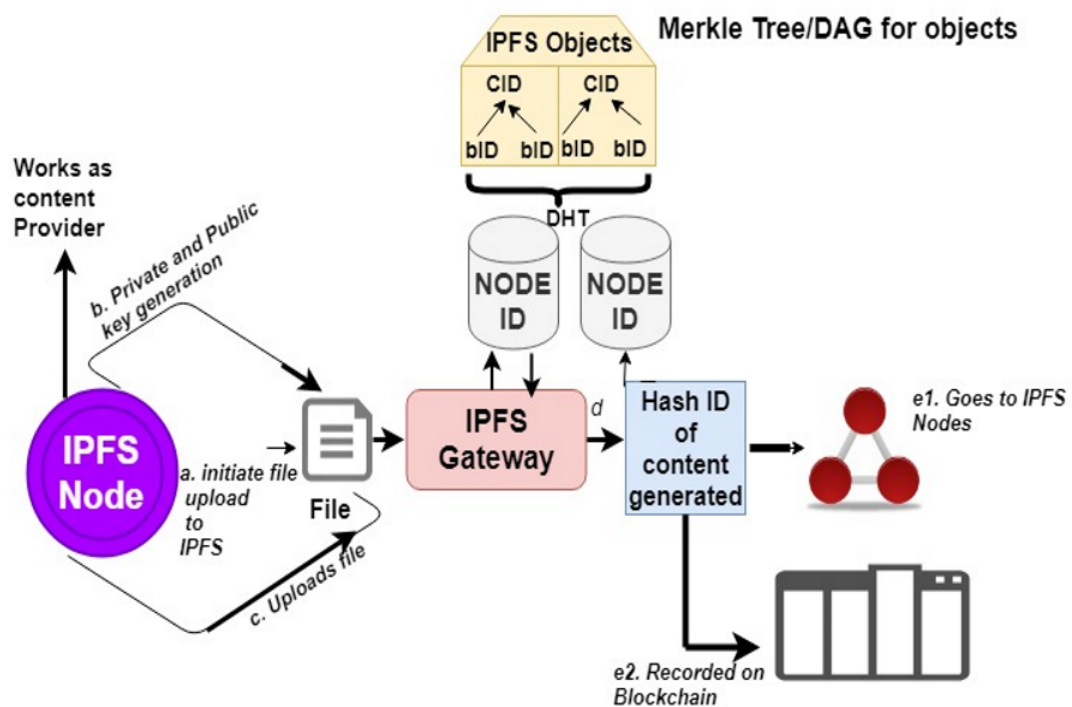 Merkle Tree/DAG for objects
IPFS Objects
CID
CID
bID
bID
bID
bID
DHT
NODE
ID
NODE
ID
Works as
content
Provider
b. Private and Public
key generation
IPFS
Node
a. initiate file
upload
to
IPFS
File
c. Uploads file
IPFS
Gateway
d
Hash ID
of
content
generated
e1. Goes to IPFS
Nodes
e2. Recorded on
Blockchain